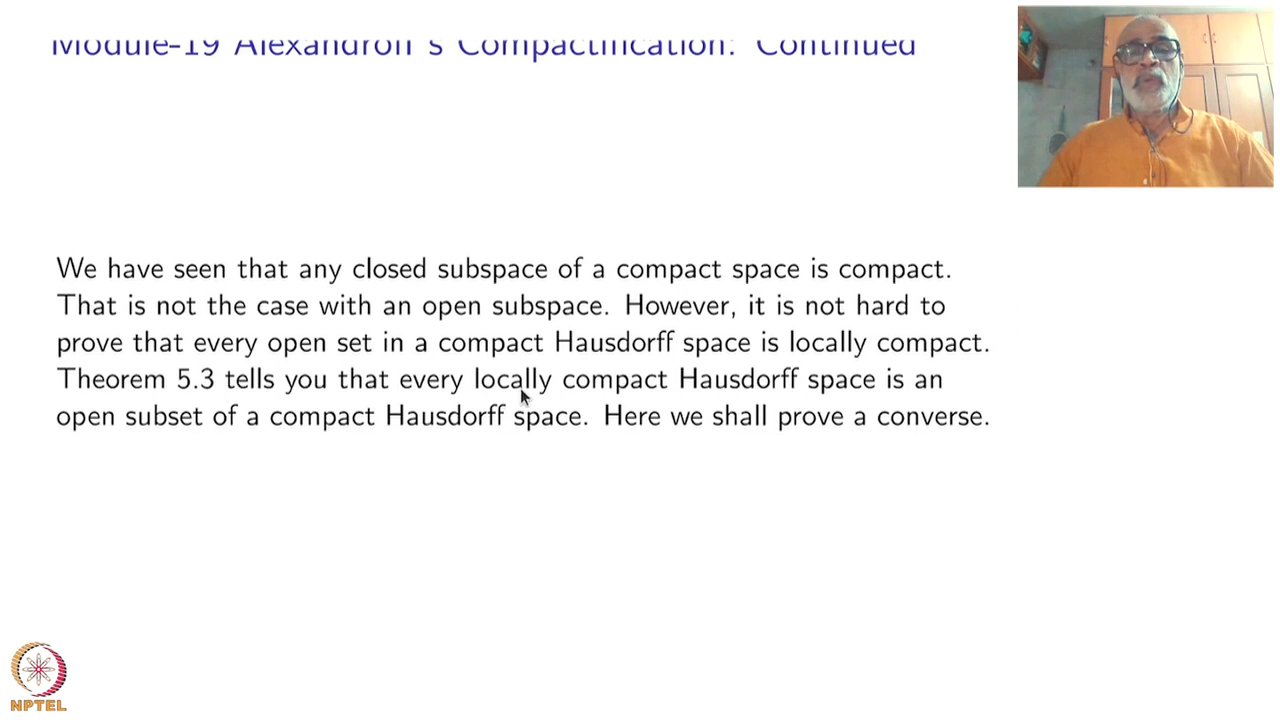 Module-19 Alexandroff's Compactification: Continued
We have seen that any closed subspace of a compact space is compact.
That is not the case with an open subspace. However, it is not hard to
prove that every open set in a compact Hausdorff space is locally compact.
Theorem 5.3 tells you that every locally compact Hausdorff space is an
open subset of a compact Hausdorff space. Here we shall prove a converse.
NPTEL